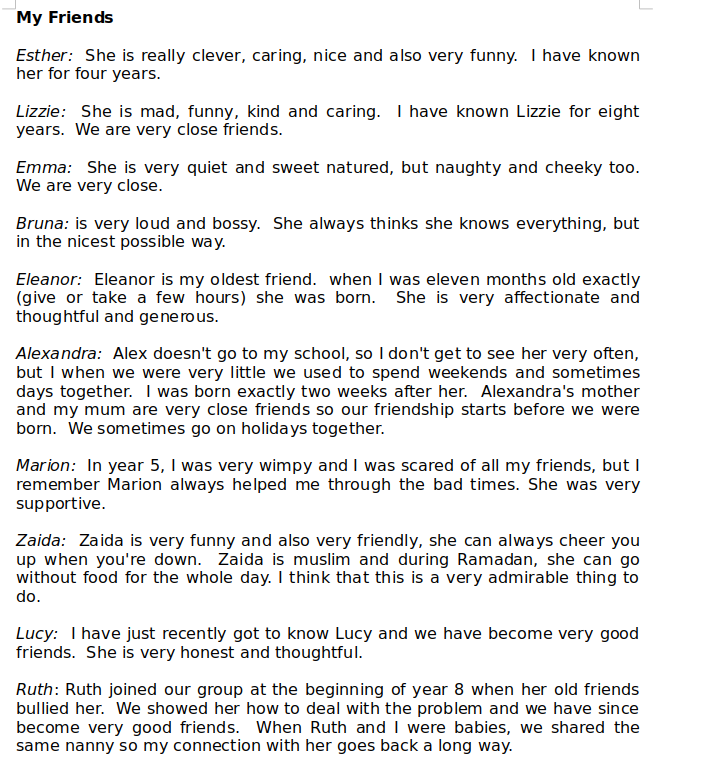 My Friends
Esther: She is really clever, caring, nice and also very funny. I have known
her for four years.
Lizzie: She is mad, funny, kind and caring. I have known Lizzie for eight
years. We are very close friends.
Emma: She is very quiet and sweet natured, but naughty and cheeky too.
We are very close.
Bruna: is very loud and bossy. She always thinks she knows everything, but
in the nicest possible way.
Eleanor: Eleanor is my oldest friend. when I was eleven months old exactly
(give or take a few hours) she was born. She is very affectionate and
thoughtful and generous.
Alexandra: Alex doesn't go to my school, so I don't get to see her very often,
but I when we were very little we used to spend weekends and sometimes
days together. I was born exactly two weeks after her. Alexandra's mother
and my mum are very close friends so our friendship starts before we were
born. We sometimes go on holidays together.
Marion: In year 5, I was very wimpy and I was scared of all my friends, but I
remember Marion always helped me through the bad times. She was very
supportive.
Zaida: Zaida is very funny and also very friendly, she can always cheer you
up when you're down. Zaida is muslim and during Ramadan, she can go
without food for the whole day. I think that this is a very admirable thing to
do.
Lucy: I have just recently got to know Lucy and we have become very good
friends. She is very honest and thoughtful.
Ruth: Ruth joined our group at the beginning of year 8 when her old friends
bullied her. We showed her how to deal with the problem and we have since
become very good friends. When Ruth and I were babies, we shared the
same nanny so my connection with her goes back a long way.